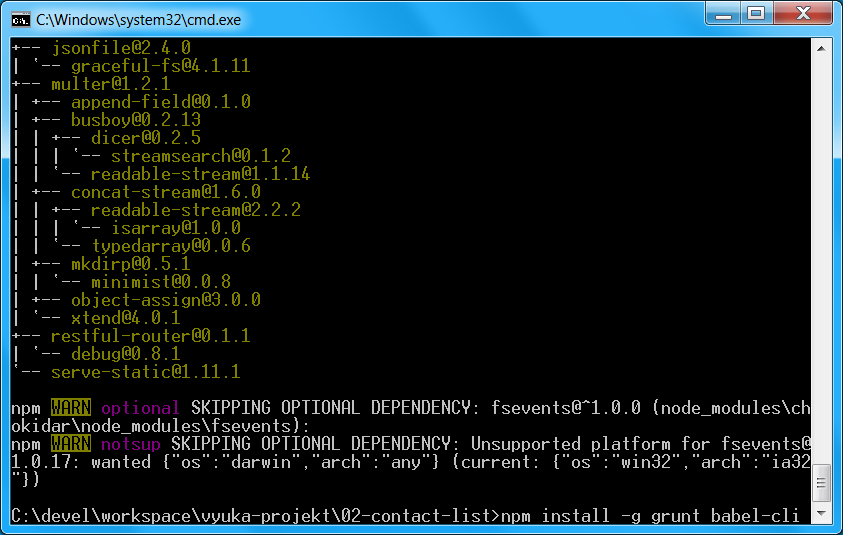 C:\Windows\system32\cmd.exe
+-- jsonfile@2.4.0
| `-- graceful-fs@4.1.11
+-- multer@1.2.1
| +-- append-field@0.1.0
| +-- busboy@0.2.13
| | +-- dicer@0.2.5
| | | `-- streamsearch@0.1.2
| | `-- readable-stream@1.1.14
| +-- concat-stream@1.6.0
| | +-- readable-stream@2.2.2
| | | `-- isarray@1.0.0
| | `-- typedarray@0.0.6
| +-- mkdirp@0.5.1
| | `-- minimist@0.0.8
| +-- object-assign@3.0.0
| `-- xtend@4.0.1
+-- restful-router@0.1.1
| `-- debug@0.8.1
`-- serve-static@1.11.1
npm WARN optional SKIPPING OPTIONAL DEPENDENCY: fsevents@^1.0.0 (node_modules\ch
okidar\node_modules\fsevents):
npm WARN notsup SKIPPING OPTIONAL DEPENDENCY: Unsupported platform for fsevents@
1.0.17: wanted {"os":"darwin","arch":"any"} (current: {"os":"win32","arch":"ia32
"})
C:\devel\workspace\vyuka-projekt\02-contact-list>npm install -g grunt babel-cli